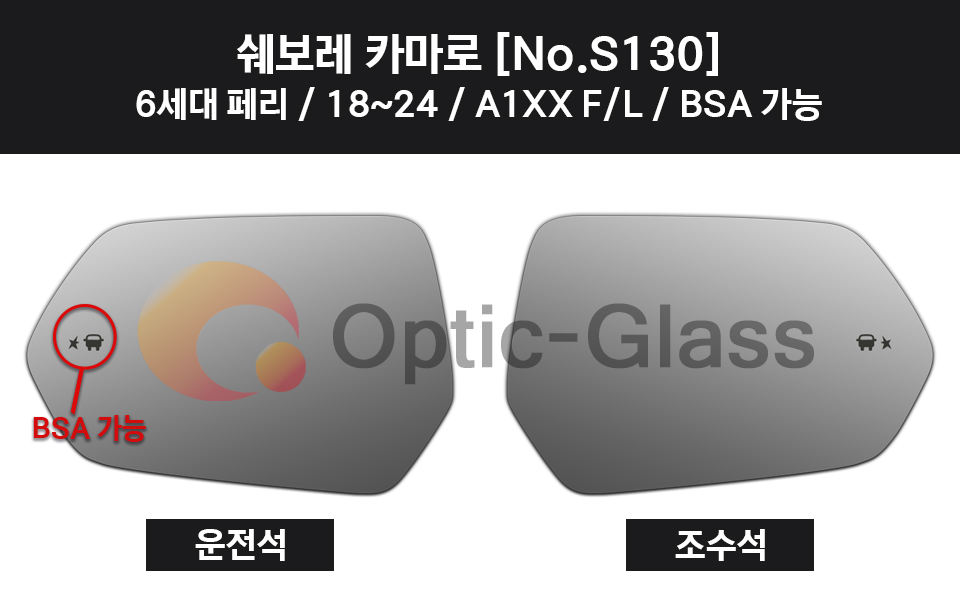 쉐보레 카마로 [No.S130]
6세대 페리 / 18~24 / A1XX F/L / BSA 가능
Optic-Glass
BSA 가능
운전석
조수석